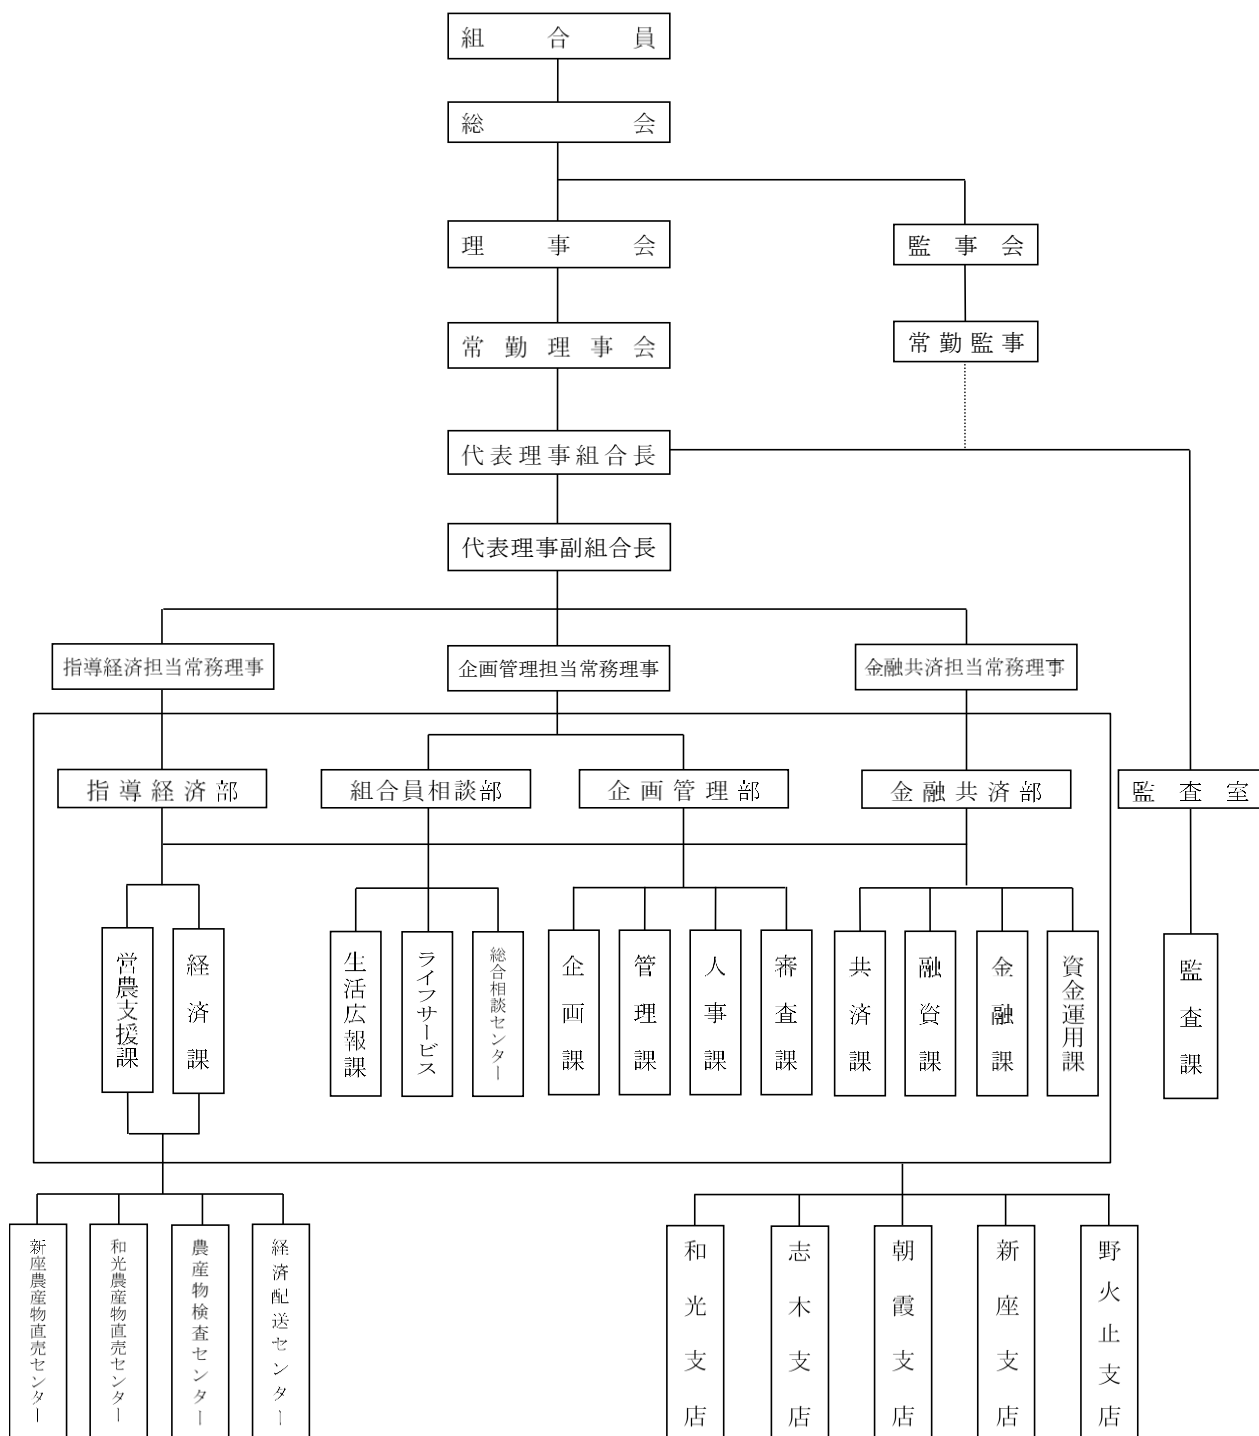 組合員
総会
理事会
監事会
常勤理事会
常勤監事
代表理事組合長
代表理事副組合長
指導経済担当常務理事
企画管理担当常務理事
金融共済担当常務理事
指導経済部
組合員相談部
企画管理部
金融共済部
監査室
営農支援課
経済課
生活広報課
ライフサービス
総合相談センター
企画課
管理課
人事課
審査課
共済課
融資課
金融課
資金運用課
監査課
新座農産物直売センター
和光農産物直売センター
農産物検査センター
経済配送センター
和光支店
志木支店
朝霞支店
新座支店
野火止支店